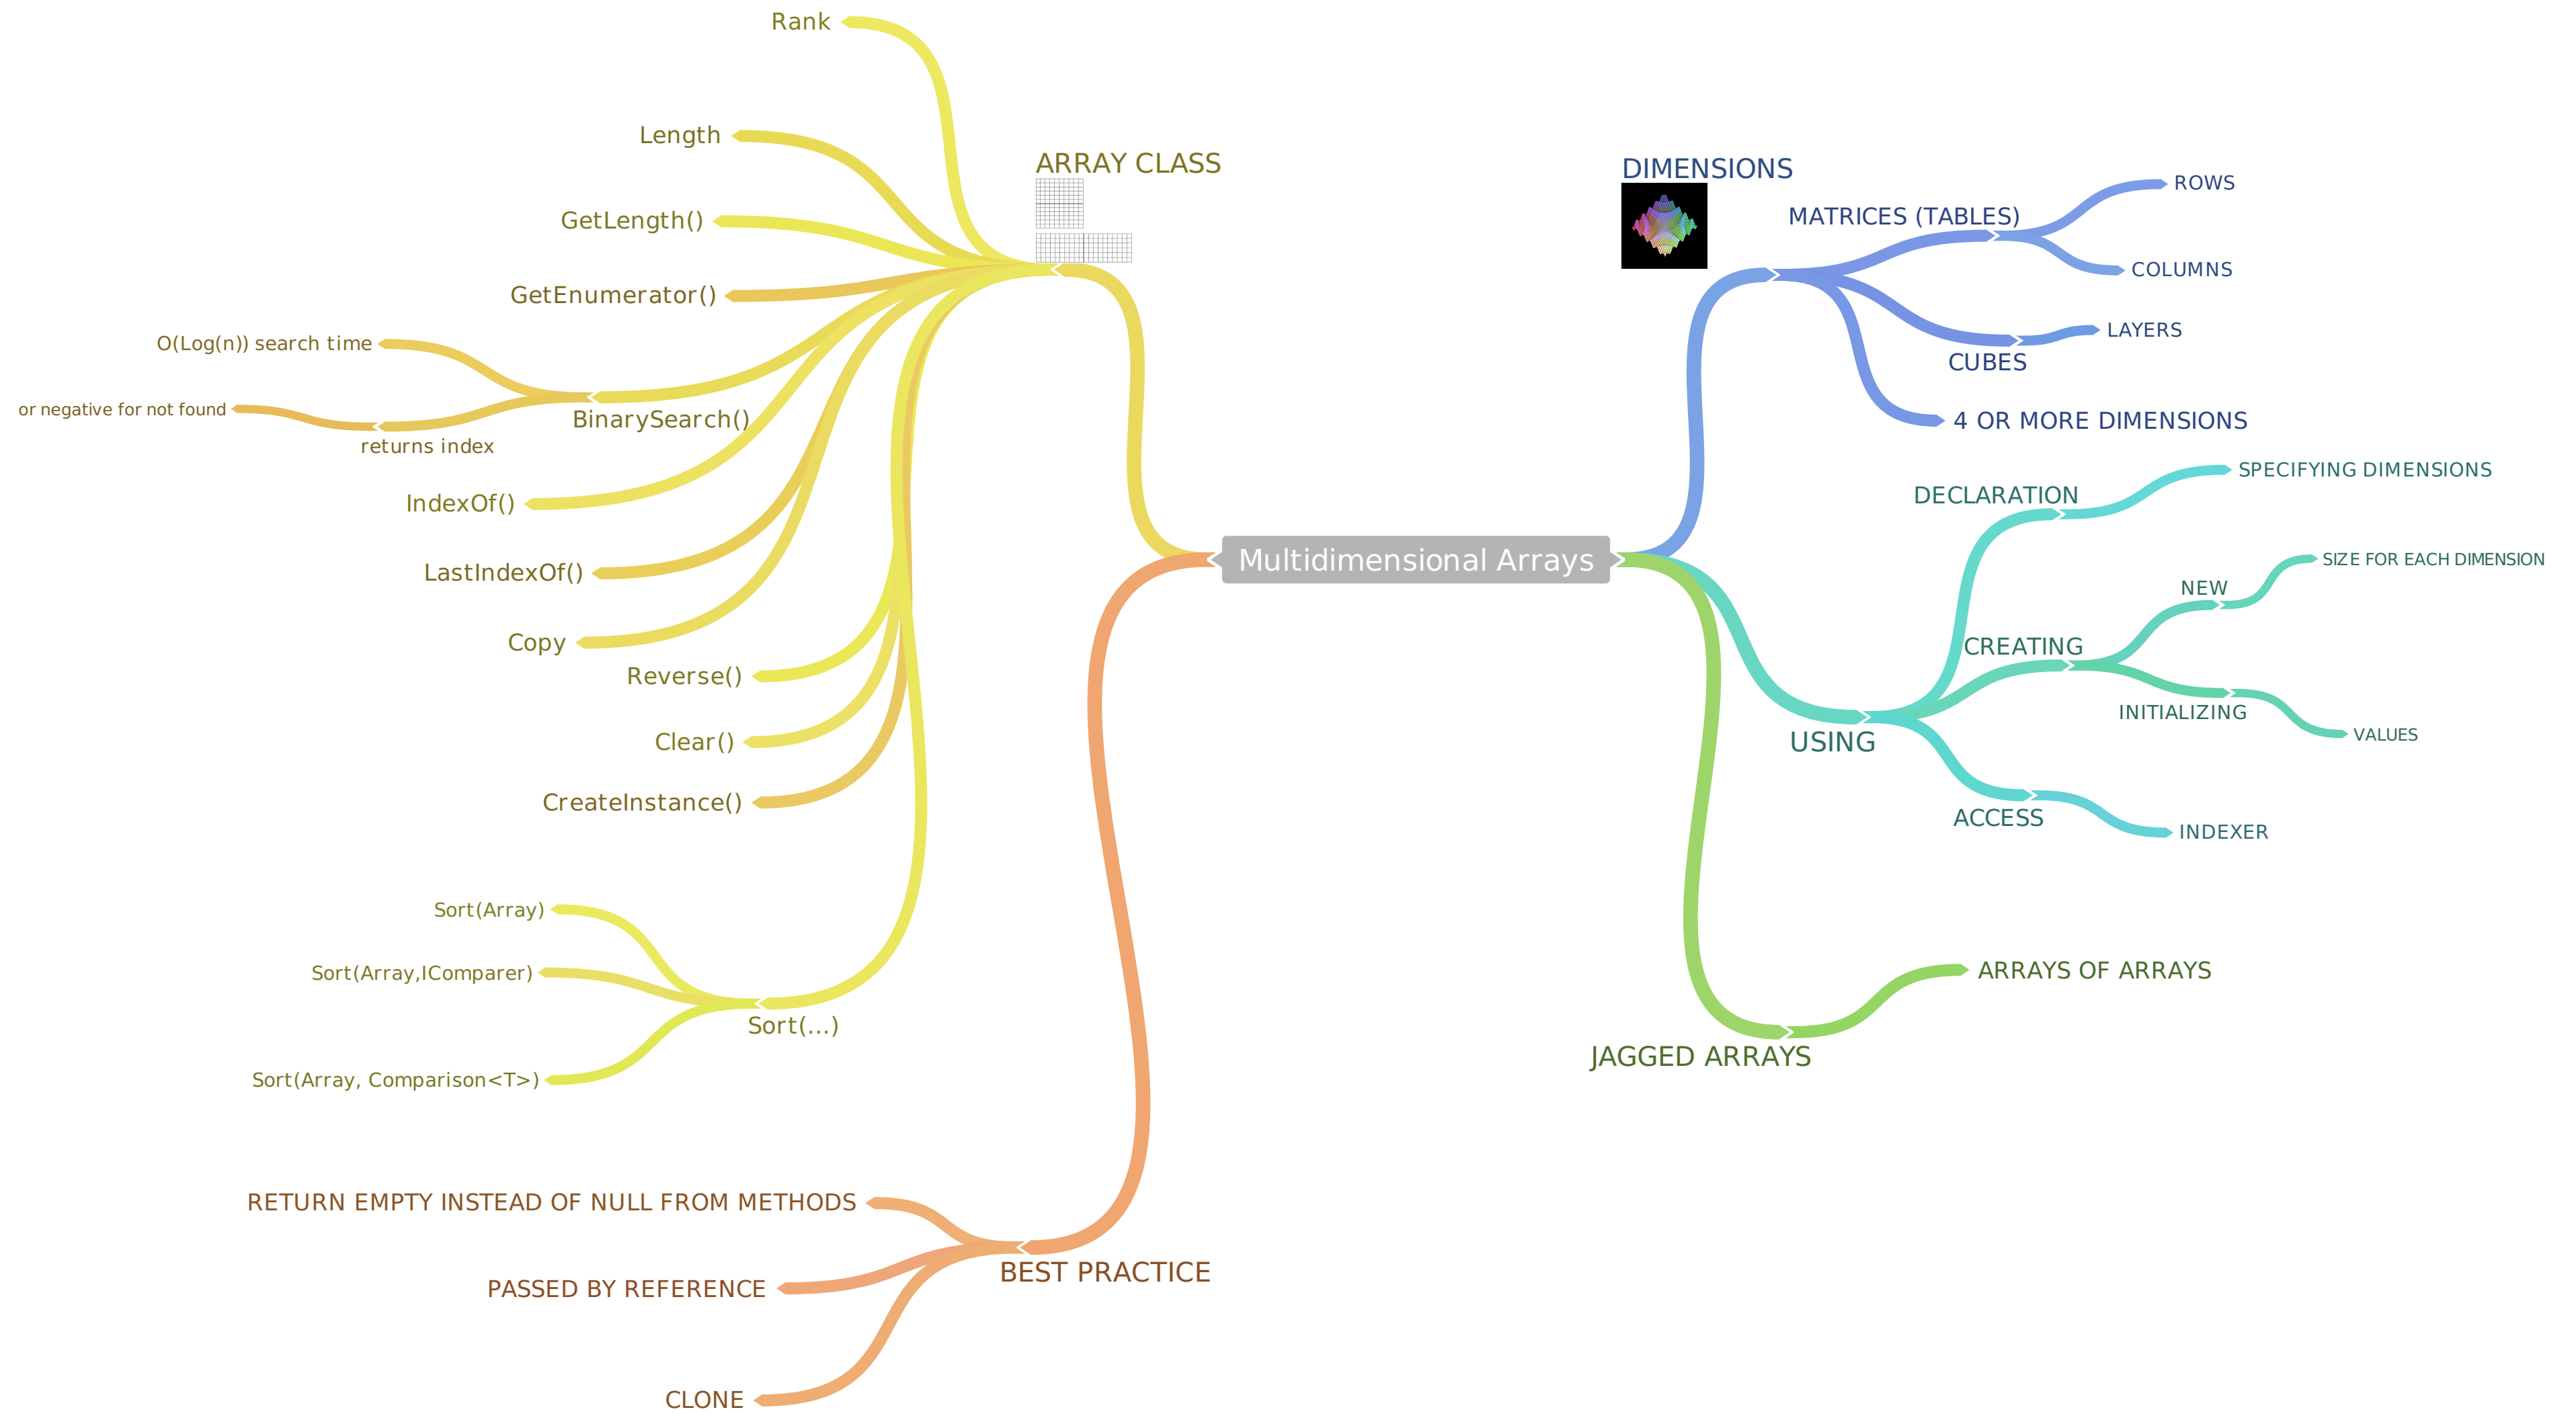 Multidimensional Arrays
DIMENSIONS
MATRICES (TABLES)
ROWS
COLUMNS
CUBES
LAYERS
4 OR MORE DIMENSIONS
USING
DECLARATION
SPECIFYING DIMENSIONS
CREATING
NEW
SIZE FOR EACH DIMENSION
INITIALIZING
VALUES
ACCESS
INDEXER
JAGGED ARRAYS
ARRAYS OF ARRAYS
ARRAY CLASS
Rank
Length
GetLength()
GetEnumerator()
BinarySearch()
O(Log(n)) search time
returns index
or negative for not found
IndexOf()
LastIndexOf()
Copy
Reverse()
Clear()
CreateInstance()
Sort(...)
Sort(Array)
Sort(Array,IComparer)
Sort(Array, Comparison<T>)
BEST PRACTICE
RETURN EMPTY INSTEAD OF NULL FROM METHODS
PASSED BY REFERENCE
CLONE